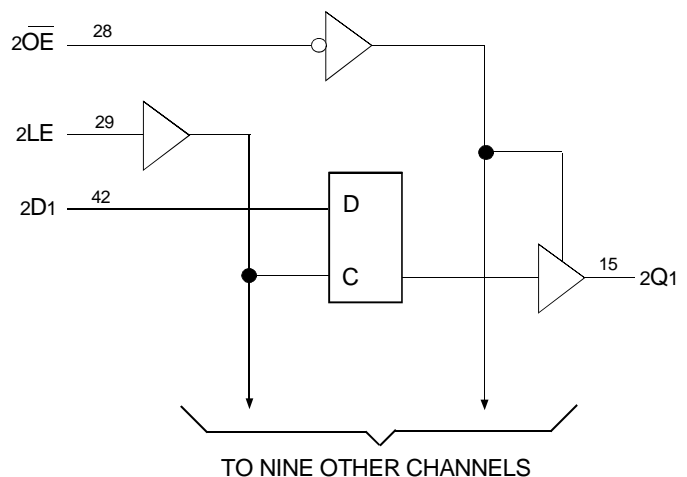 2OE 28
2LE 29
2D1 42
D
C
15 2Q1
TO NINE OTHER CHANNELS